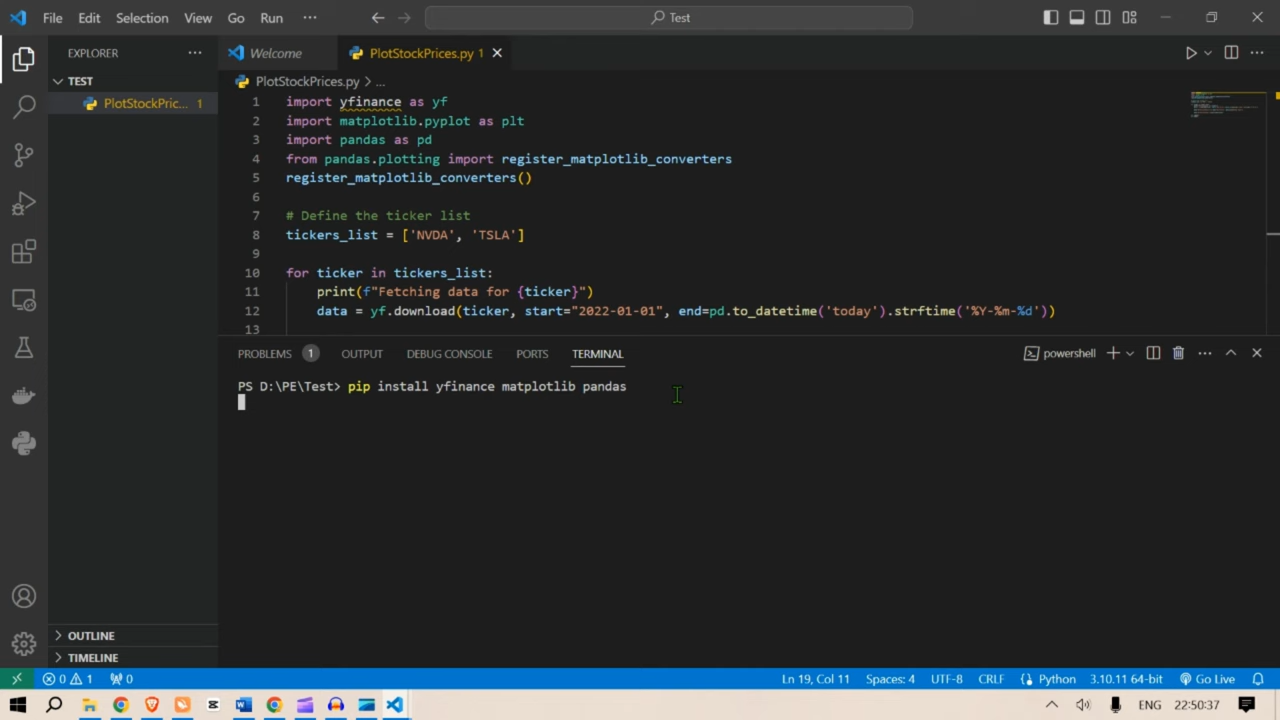 File Edit Selection View Go Run ··· Test
EXPLORER ···
TEST
PlotStockPric... 1
OUTLINE
TIMELINE
Welcome PlotStockPrices.py 1
PlotStockPrices.py > ...
1 import yfinance as yf
2 import matplotlib.pyplot as plt
3 import pandas as pd
4 from pandas.plotting import register_matplotlib_converters
5 register_matplotlib_converters()
6
7 # Define the ticker list
8 tickers_list = ['NVDA', 'TSLA']
9
10 for ticker in tickers_list:
11 print(f"Fetching data for {ticker}")
12 data = yf.download(ticker, start="2022-01-01", end=pd.to_datetime('today').strftime('%Y-%m-%d'))
13
PROBLEMS 1 OUTPUT DEBUG CONSOLE PORTS TERMINAL powershell
PS D:\PE\Test> pip install yfinance matplotlib pandas
0 1 0 Ln 19, Col 11 Spaces: 4 UTF-8 CRLF Python 3.10.11 64-bit Go Live
ENG 22:50:37